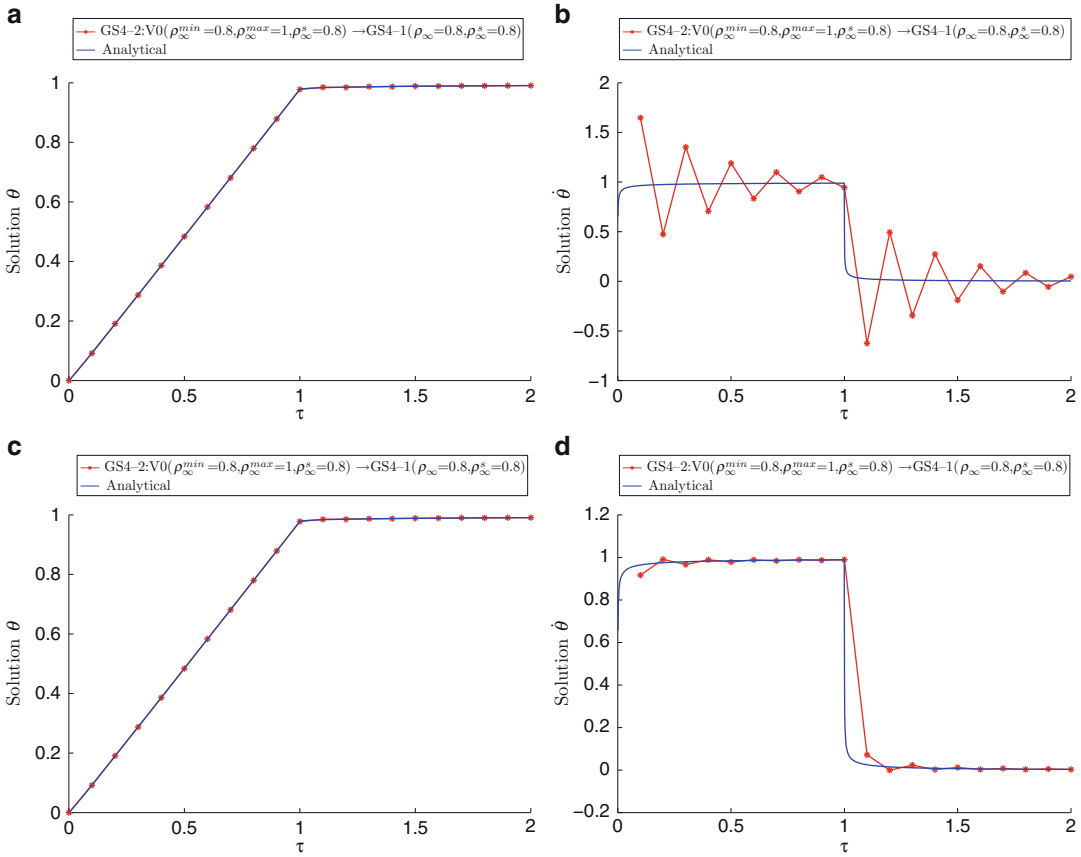 a
GS4–2:V0(ρ∞^min=0.8,ρ∞^max=1,ρ∞^s=0.8) →GS4–1(ρ∞=0.8,ρ∞^s=0.8)
Analytical
1
0.8
0.6
0.4
0.2
0
Solution θ
0 0.5 1 1.5 2
τ
b
GS4–2:V0(ρ∞^min=0.8,ρ∞^max=1,ρ∞^s=0.8) →GS4–1(ρ∞=0.8,ρ∞^s=0.8)
Analytical
2
1.5
1
0.5
0
−0.5
−1
Solution θ̇
0 0.5 1 1.5 2
τ
c
GS4–2:V0(ρ∞^min=0.8,ρ∞^max=1,ρ∞^s=0.8) →GS4–1(ρ∞=0.8,ρ∞^s=0.8)
Analytical
1
0.8
0.6
0.4
0.2
0
Solution θ
0 0.5 1 1.5 2
τ
d
GS4–2:V0(ρ∞^min=0.8,ρ∞^max=1,ρ∞^s=0.8) →GS4–1(ρ∞=0.8,ρ∞^s=0.8)
Analytical
1.2
1
0.8
0.6
0.4
0.2
0
−0.2
Solution θ̇
0 0.5 1 1.5 2
τ